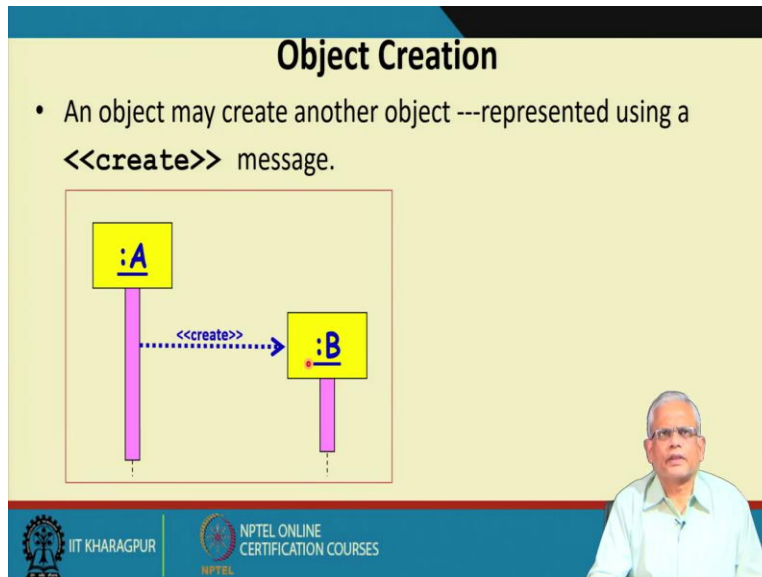 Object Creation
• An object may create another object ---represented using a
<<create>> message.
:A
<<create>>
:B
IIT KHARAGPUR
NPTEL
NPTEL ONLINE
CERTIFICATION COURSES